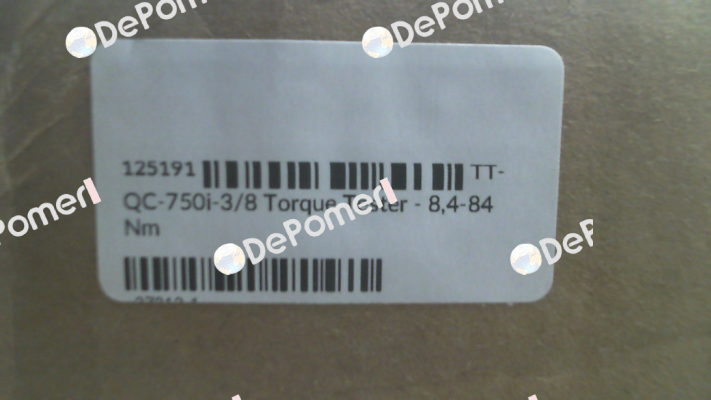 DePomerl
DePomerl
125191 TT-
QC-750i-3/8 Torque Tester - 8,4-84
Nm
DePomerl
DePomerl
DePomerl